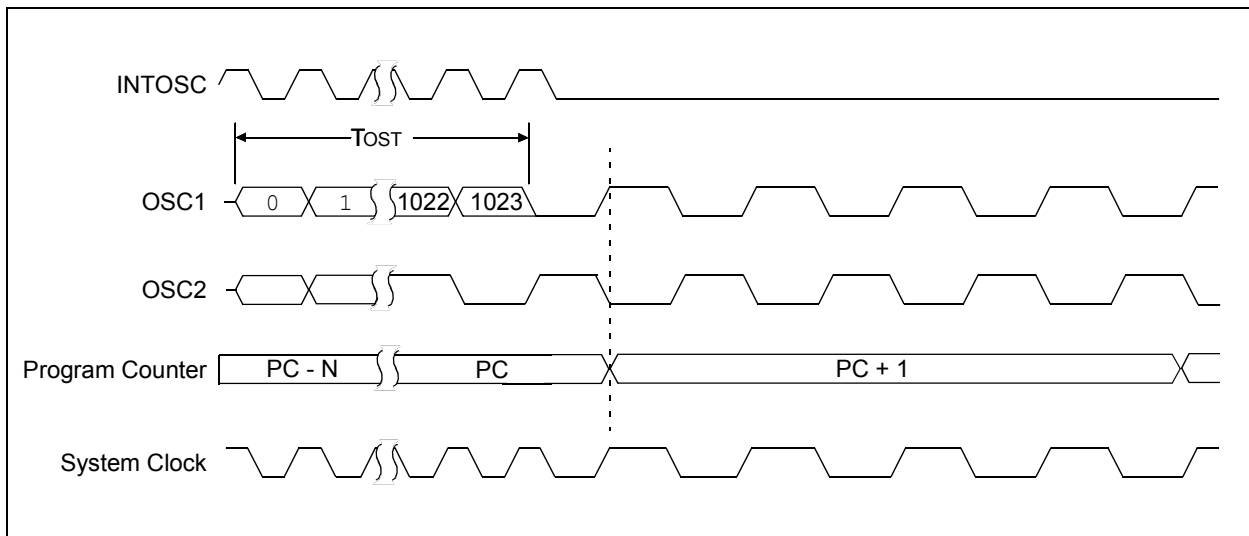 INTOSC
TOST
OSC1 0 1 1022 1023
OSC2
Program Counter PC - N PC PC + 1
System Clock